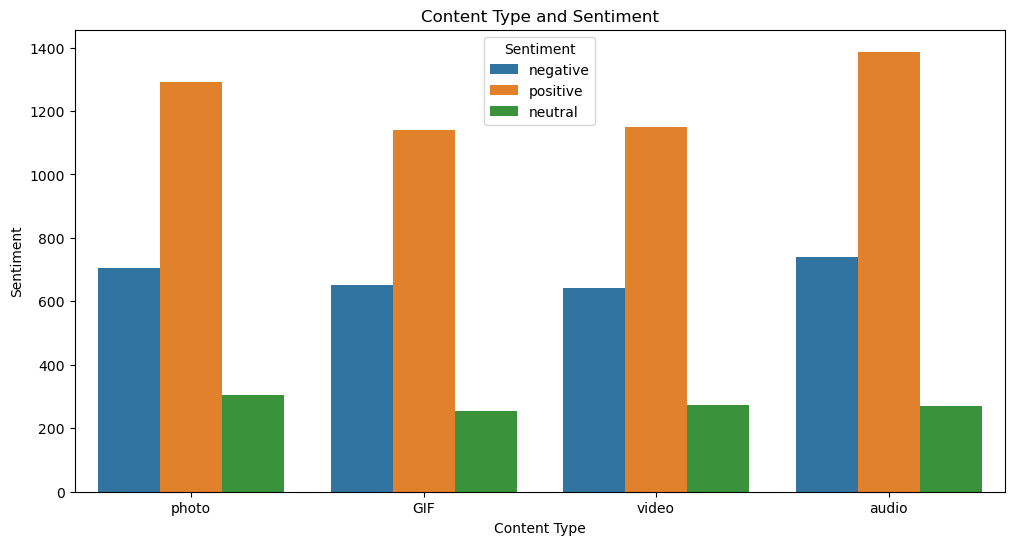 Content Type and Sentiment
Sentiment
negative
positive
neutral
1400
1200
1000
800
600
400
200
0
Sentiment
photo GIF video audio
Content Type